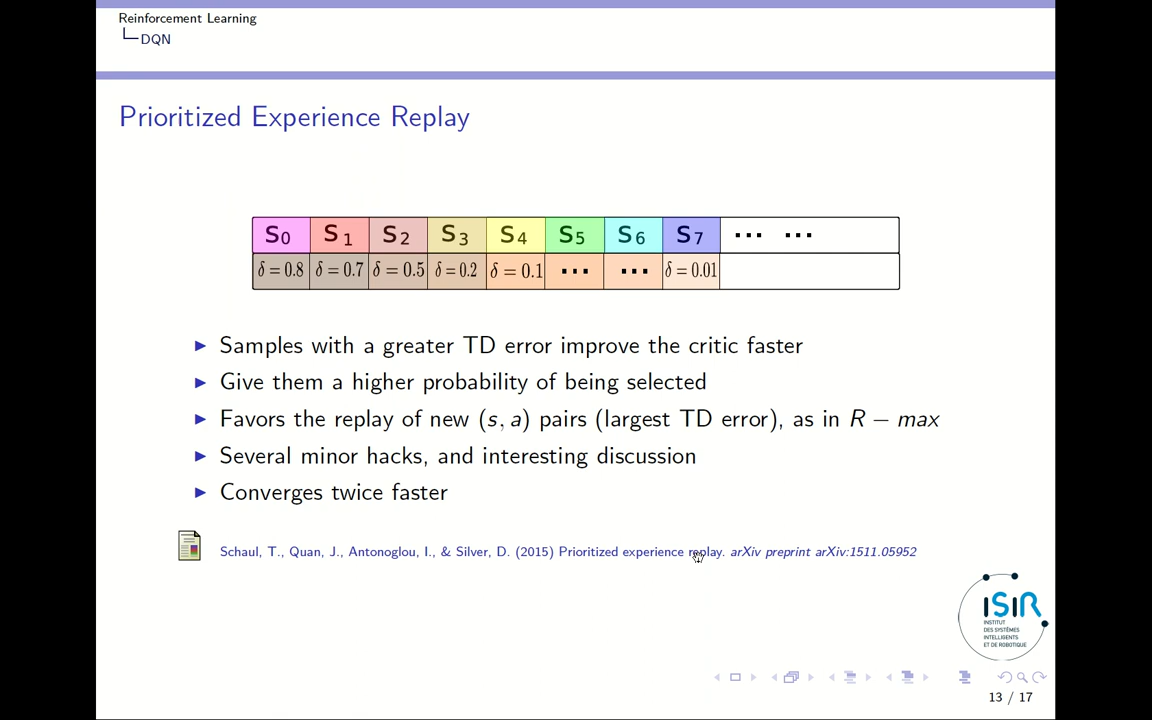 Reinforcement Learning
DQN
Prioritized Experience Replay
S0 S1 S2 S3 S4 S5 S6 S7 ... ...
δ = 0.8 δ = 0.7 δ = 0.5 δ = 0.2 δ = 0.1 ... ... δ = 0.01
▶ Samples with a greater TD error improve the critic faster
▶ Give them a higher probability of being selected
▶ Favors the replay of new (s, a) pairs (largest TD error), as in R − max
▶ Several minor hacks, and interesting discussion
▶ Converges twice faster
Schaul, T., Quan, J., Antonoglou, I., & Silver, D. (2015) Prioritized experience replay. arXiv preprint arXiv:1511.05952
ISIR
INSTITUT
DES SYSTÈMES
INTELLIGENTS
ET DE ROBOTIQUE
13 / 17